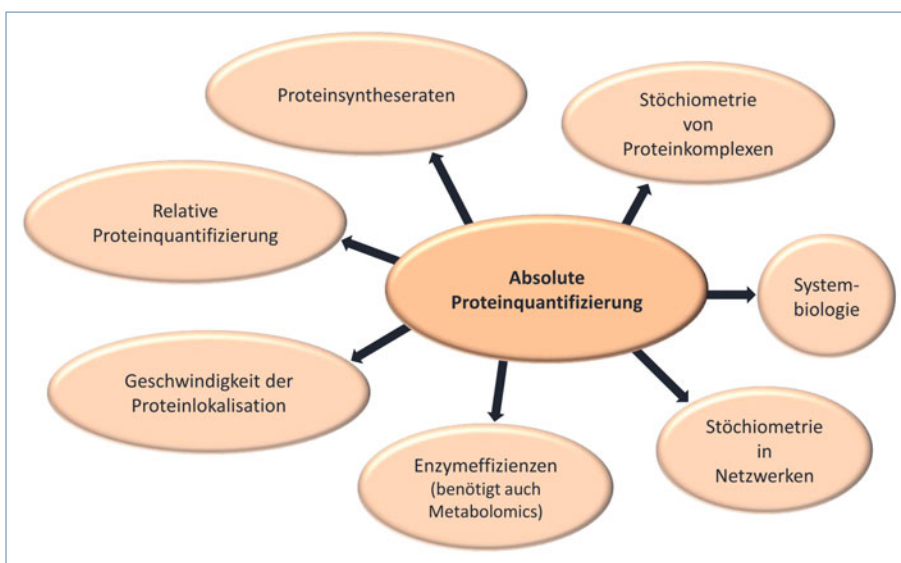 Proteinsyntheseraten
Stöchiometrie
von
Proteinkomplexen
Relative
Proteinquantifizierung
Absolute
Proteinquantifizierung
System-
biologie
Geschwindigkeit der
Proteinlokalisation
Stöchiometrie
in
Netzwerken
Enzymeffizienzen
(benötigt auch
Metabolomics)